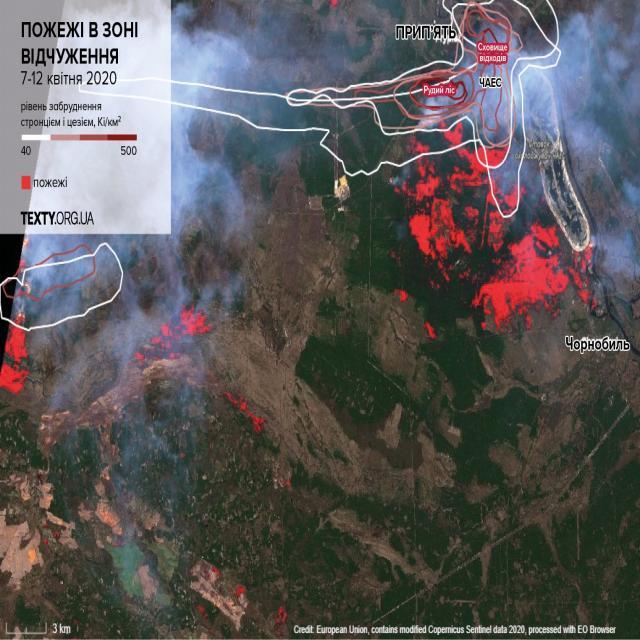 ПОЖЕЖІ В ЗОНІ
ВІДЧУЖЕННЯ
7-12 квітня 2020
рівень забруднення
стронцієм і цезієм, Кі/км²
40 500
пожежі
TEXTY.ORG.UA
ПРИП'ЯТЬ
Сховище
відходів
ЧАЕС
Рудий ліс
Чорнобиль
3 km
Credit: European Union, contains modified Copernicus Sentinel data 2020, processed with EO Browser